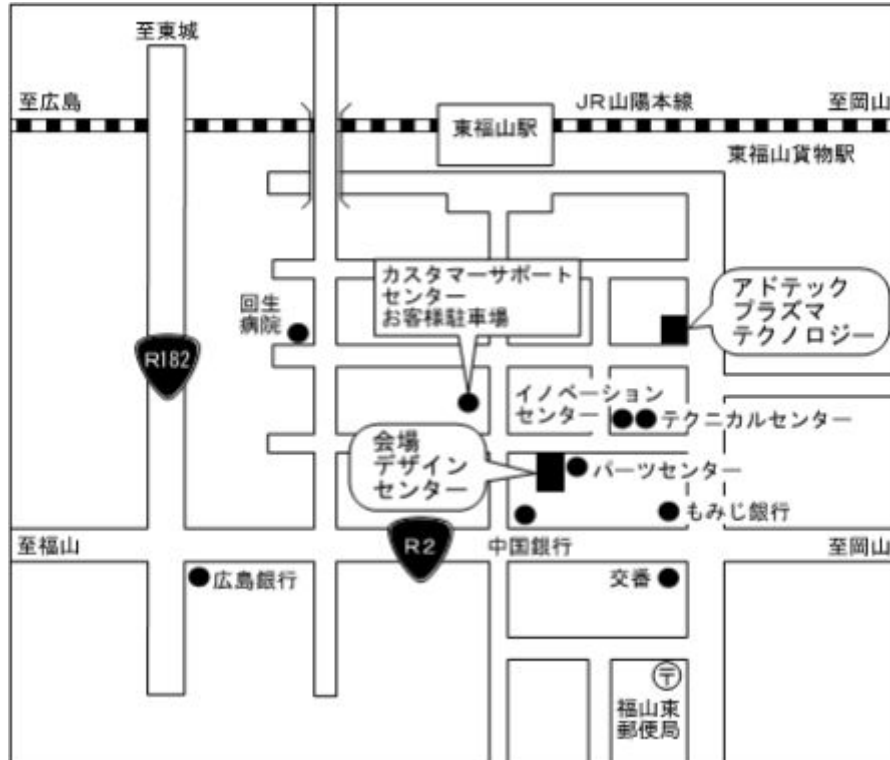 至東城
至広島
JR山陽本線
至岡山
東福山駅
東福山貨物駅
カスタマーサポート
センター
お客様駐車場
アドテック
プラズマ
テクノロジー
回生
病院
R182
イノベーション
センター
テクニカルセンター
会場
デザイン
センター
パーツセンター
もみじ銀行
至福山
R2
中国銀行
至岡山
広島銀行
交番
〒
福山東
郵便局